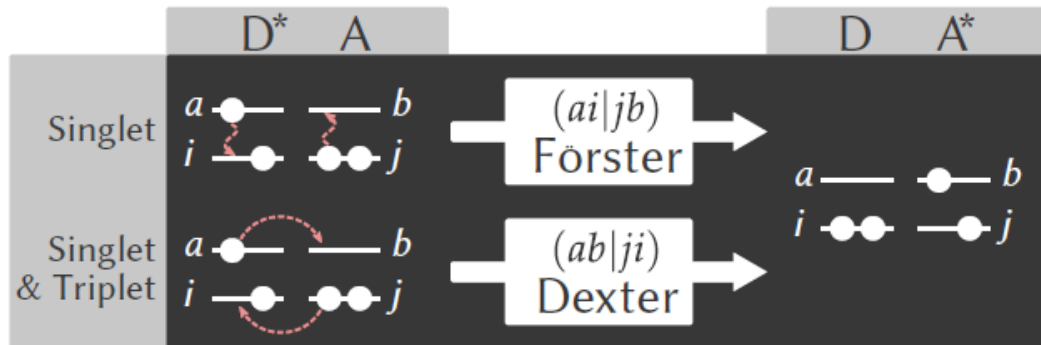 D* A D A*
Singlet
a b
i j
(ai|jb)
Förster
a b
i j
Singlet
& Triplet
a b
i j
(ab|ji)
Dexter